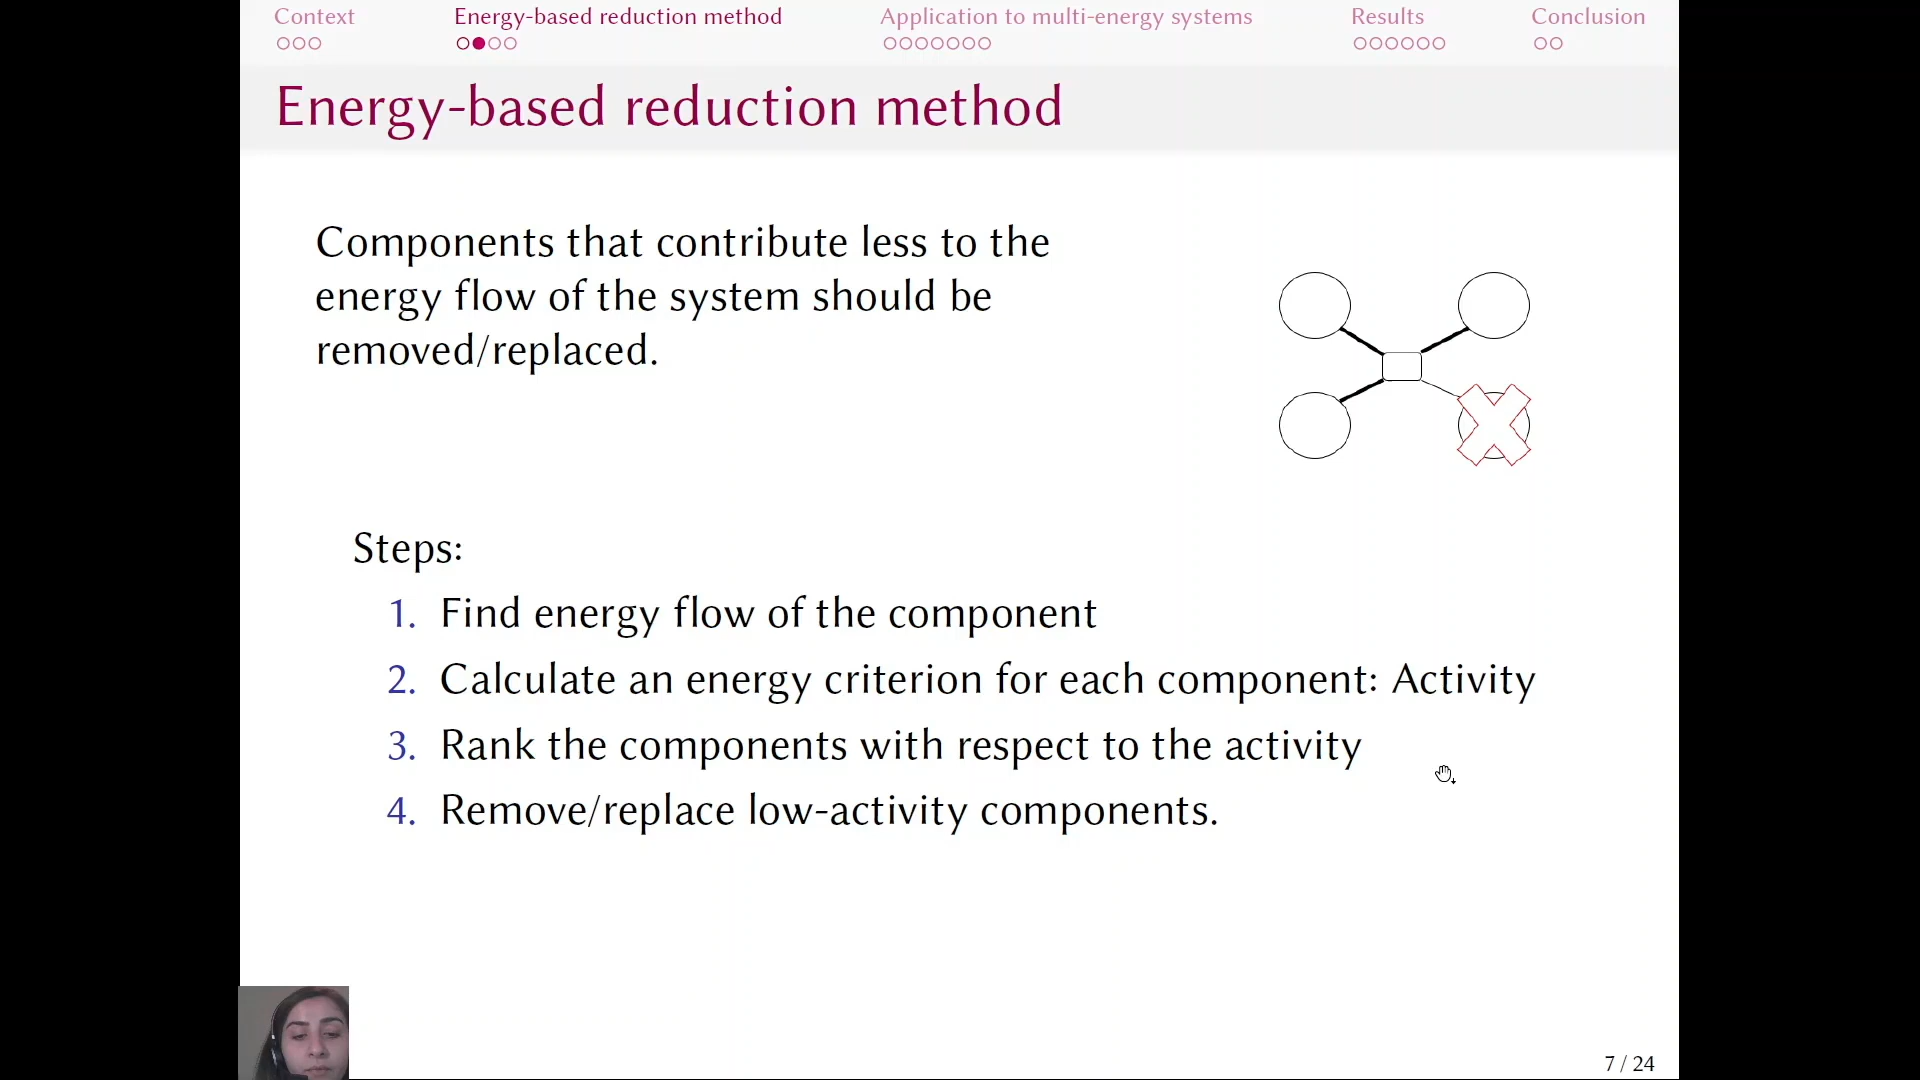 Context
Energy-based reduction method
Application to multi-energy systems
Results
Conclusion
Energy-based reduction method
Components that contribute less to the
energy flow of the system should be
removed/replaced.
Steps:
1. Find energy flow of the component
2. Calculate an energy criterion for each component: Activity
3. Rank the components with respect to the activity
4. Remove/replace low-activity components.
7 / 24